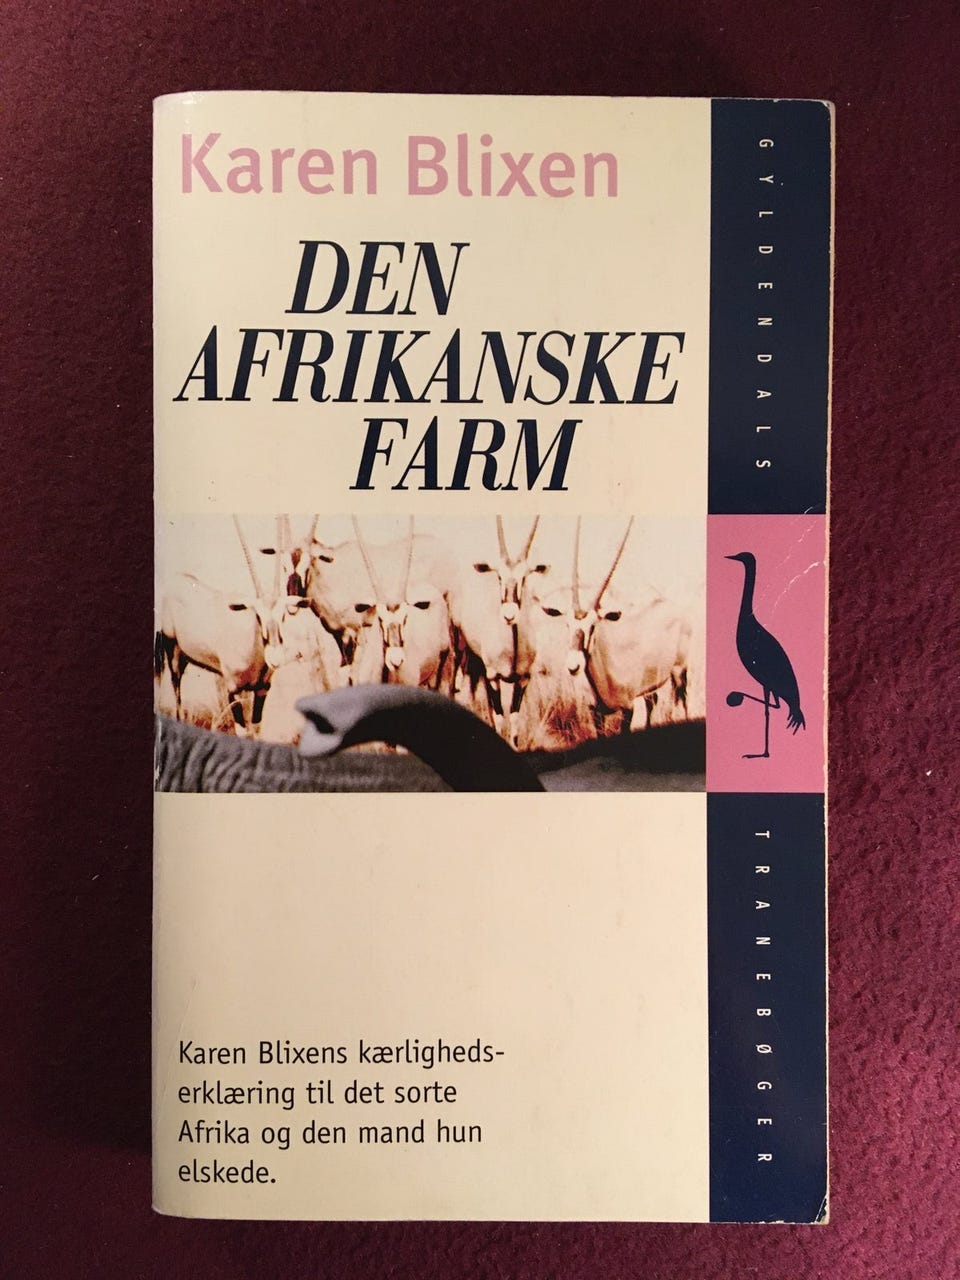 Karen Blixen
DEN
AFRIKANSKE
FARM
GYLDENDALS
TRANEBØGER
Karen Blixens kærligheds-
erklæring til det sorte
Afrika og den mand hun
elskede.